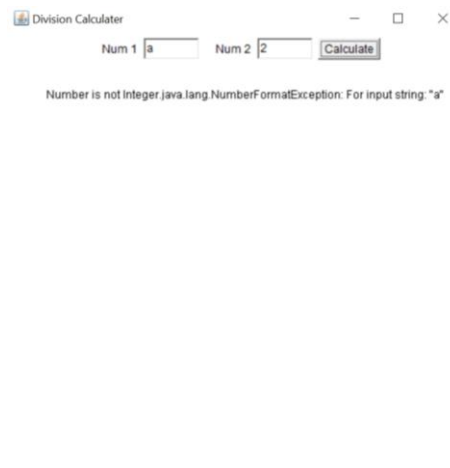 Division Calculater
Num 1 a Num 2 2 Calculate
Number is not Integer.java.lang.NumberFormatException: For input string: "a"